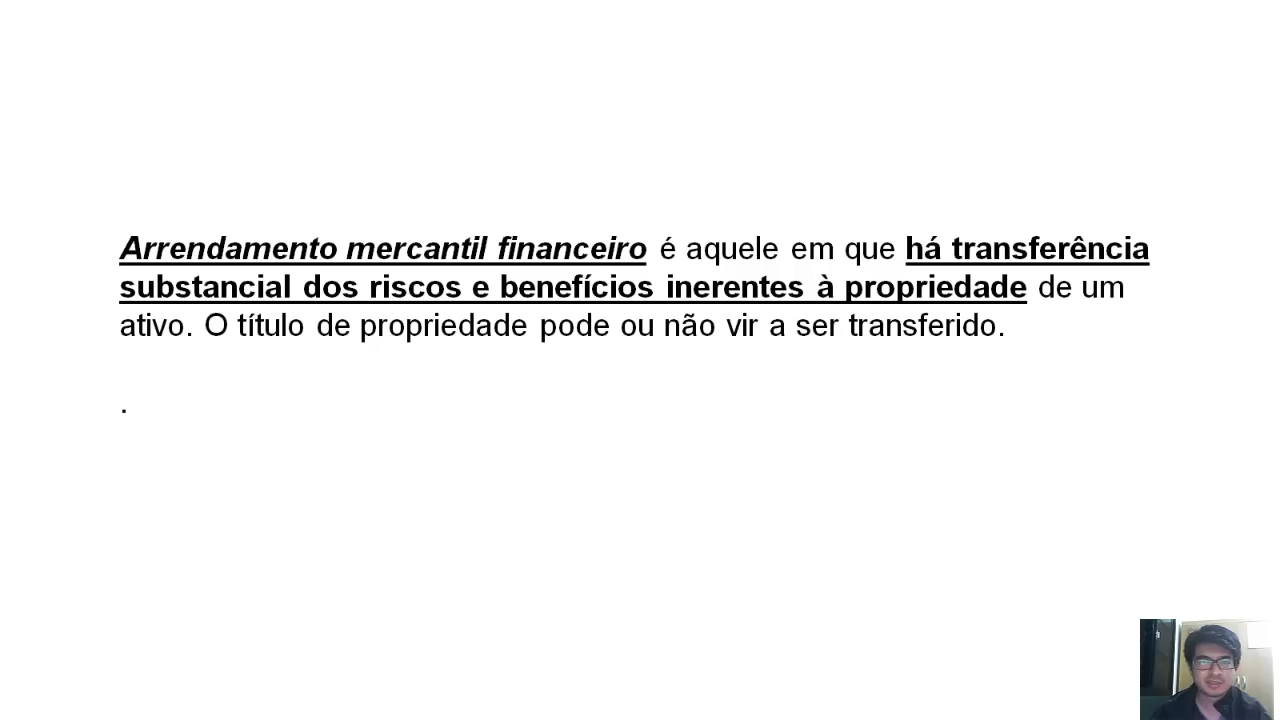 Arrendamento mercantil financeiro é aquele em que há transferência
substancial dos riscos e benefícios inerentes à propriedade de um
ativo. O título de propriedade pode ou não vir a ser transferido.
.